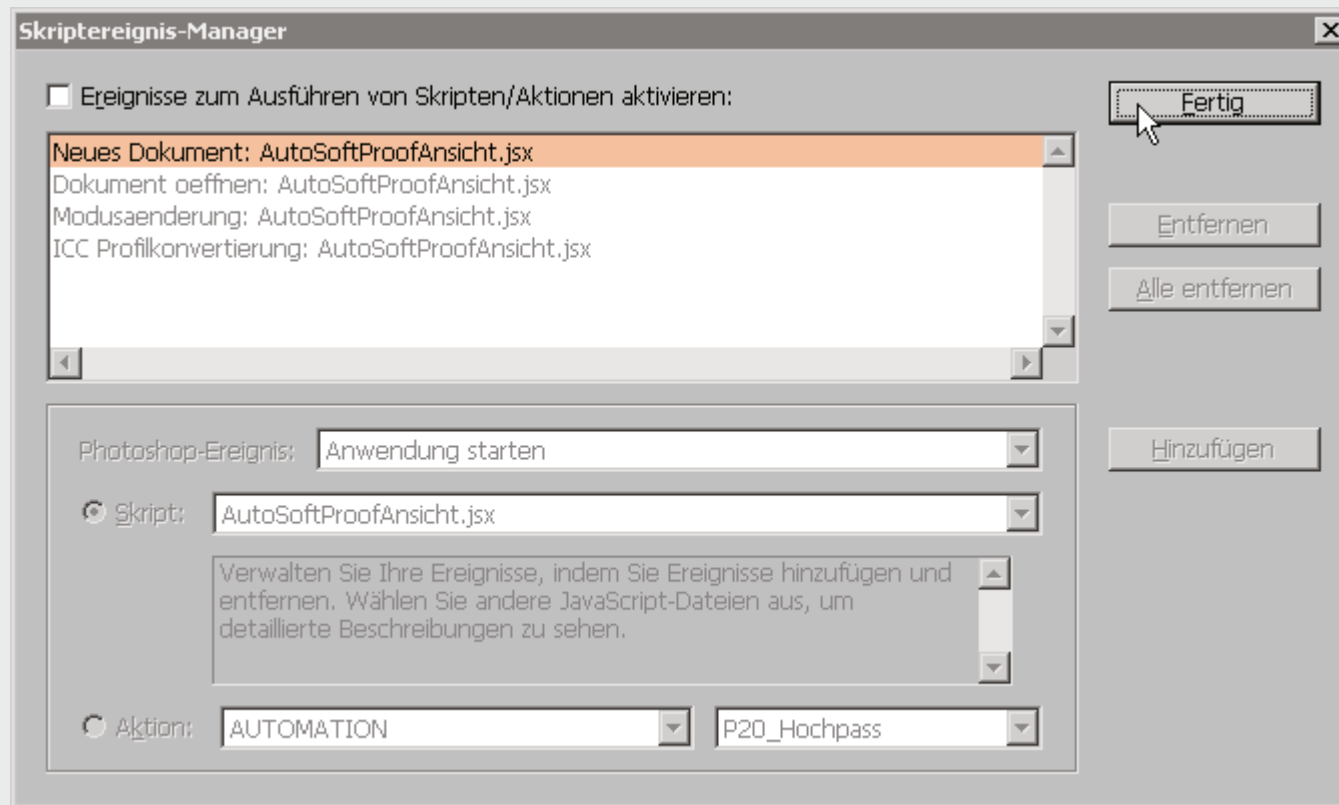 Skriptereignis-Manager
Ereignisse zum Ausführen von Skripten/Aktionen aktivieren:
Fertig
Neues Dokument: AutoSoftProofAnsicht.jsx
Dokument oeffnen: AutoSoftProofAnsicht.jsx
Modusaenderung: AutoSoftProofAnsicht.jsx
ICC Profilkonvertierung: AutoSoftProofAnsicht.jsx
Entfernen
Alle entfernen
Photoshop-Ereignis: Anwendung starten
Hinzufügen
Skript: AutoSoftProofAnsicht.jsx
Verwalten Sie Ihre Ereignisse, indem Sie Ereignisse hinzufügen und
entfernen. Wählen Sie andere JavaScript-Dateien aus, um
detaillierte Beschreibungen zu sehen.
Aktion: AUTOMATION P20_Hochpass